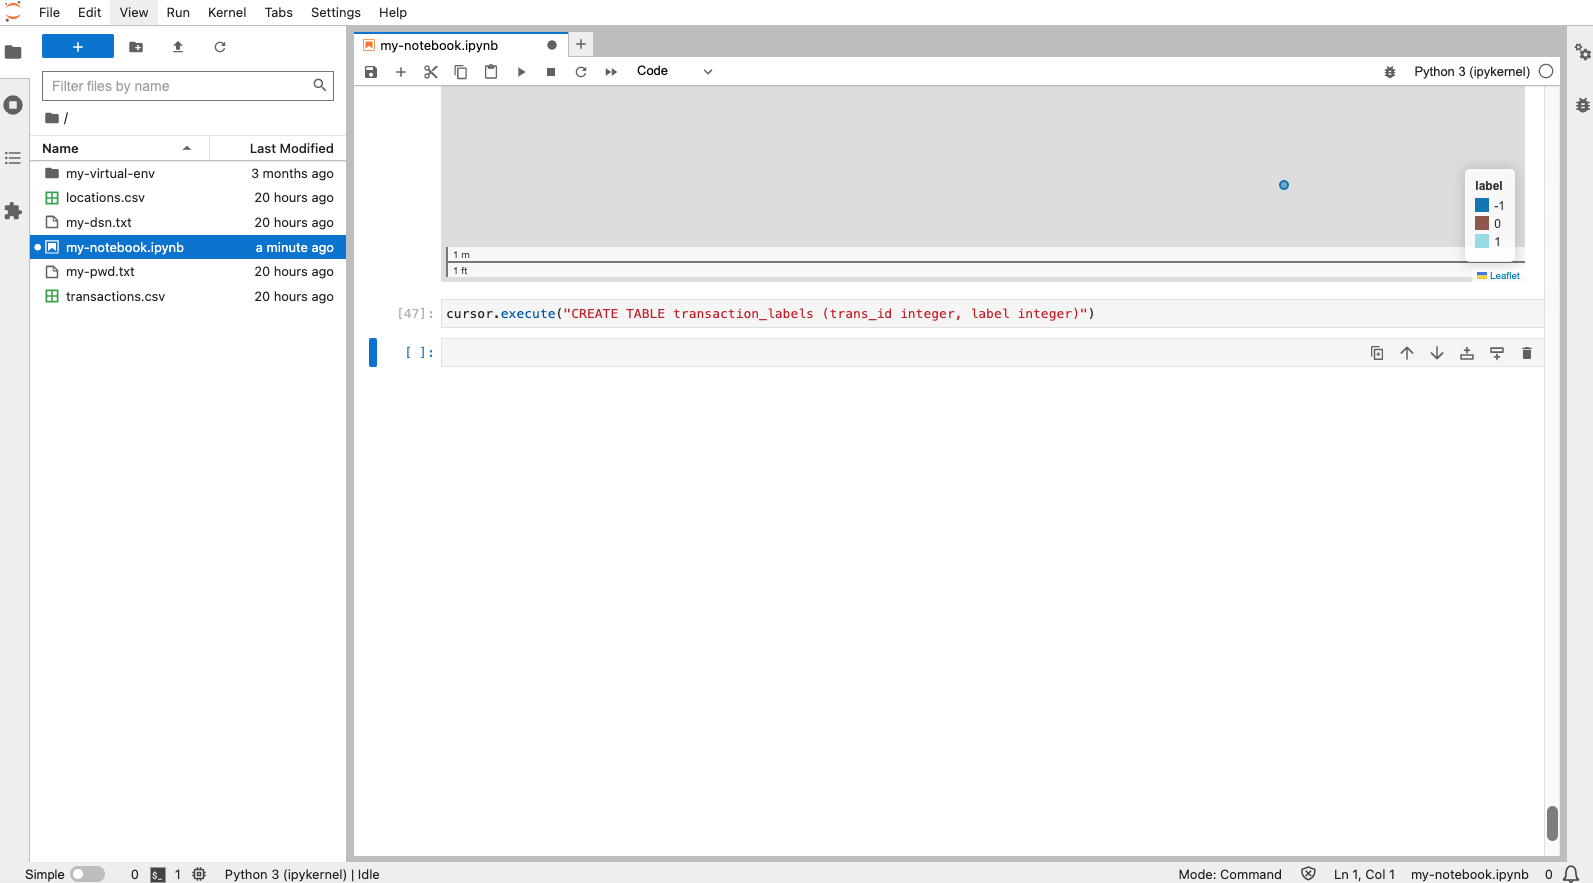 File Edit View Run Kernel Tabs Settings Help
+
Filter files by name
/
Name Last Modified
my-virtual-env 3 months ago
locations.csv 20 hours ago
my-dsn.txt 20 hours ago
my-notebook.ipynb a minute ago
my-pwd.txt 20 hours ago
transactions.csv 20 hours ago
my-notebook.ipynb
Code Python 3 (ipykernel)
label
-1
0
1
1 m
1 ft
Leaflet
[47]: cursor.execute("CREATE TABLE transaction_labels (trans_id integer, label integer)")
[ ]:
Simple 0 $_ 1 Python 3 (ipykernel) | Idle Mode: Command Ln 1, Col 1 my-notebook.ipynb 0